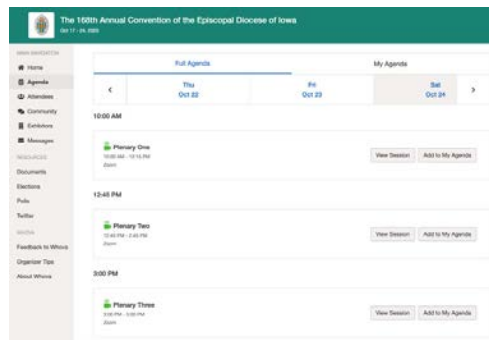 The 168th Annual Convention of the Episcopal Diocese of Iowa
Oct 17 - 24, 2020
MAIN NAVIGATION
Home
Agenda
Attendees
Community
Exhibitors
Messages
RESOURCES
Documents
Elections
Polls
Twitter
WHOVA
Feedback to Whova
Organizer Tips
About Whova
Full Agenda
My Agenda
Thu
Oct 22
Fri
Oct 23
Sat
Oct 24
10:00 AM
Plenary One
10:00 AM - 12:15 PM
Zoom
View Session
Add to My Agenda
12:45 PM
Plenary Two
12:45 PM - 2:45 PM
Zoom
View Session
Add to My Agenda
3:00 PM
Plenary Three
3:00 PM - 5:00 PM
Zoom
View Session
Add to My Agenda